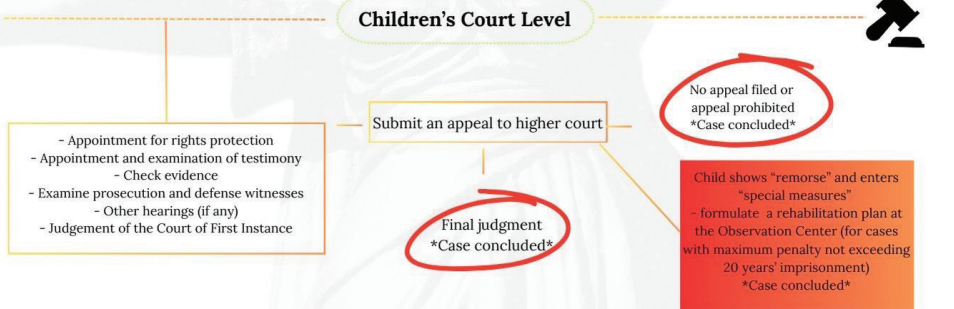 Children's Court Level
- Appointment for rights protection
- Appointment and examination of testimony
- Check evidence
- Examine prosecution and defense witnesses
- Other hearings (if any)
- Judgement of the Court of First Instance
Submit an appeal to higher court
Final judgment
*Case concluded*
No appeal filed or
appeal prohibited
*Case concluded*
Child shows “remorse” and enters
“special measures”
- formulate a rehabilitation plan at
the Observation Center (for cases
with maximum penalty not exceeding
20 years' imprisonment)
*Case concluded*